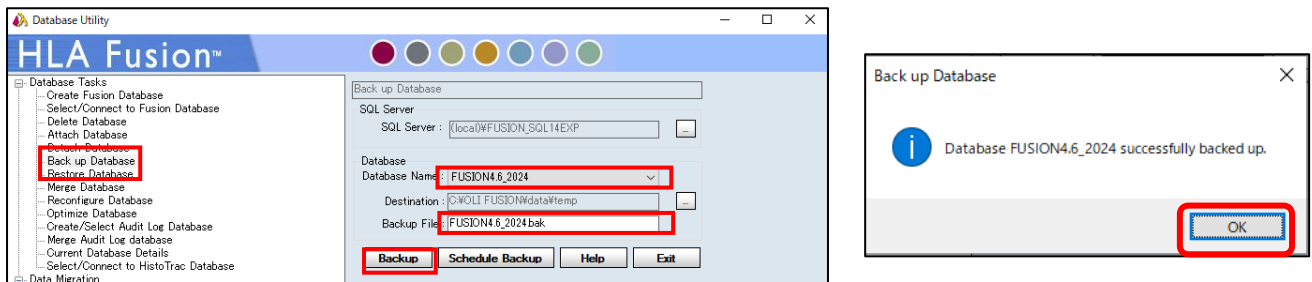 Database Utility
HLA Fusion™
Database Tasks
Create Fusion Database
Select/Connect to Fusion Database
Delete Database
Attach Database
Detach Database
Back up Database
Restore Database
Merge Database
Reconfigure Database
Optimize Database
Create/Select Audit Log Database
Merge Audit Log database
Current Database Details
Select/Connect to HistoTrac Database
Data Migration
Back up Database
SQL Server
SQL Server : (local)¥FUSION_SQL14EXP ...
Database
Database Name : FUSION4.6_2024
Destination : C:¥OLI FUSION¥data¥temp ...
Backup File : FUSION4.6_2024.bak
Backup Schedule Backup Help Exit
Back up Database
Database FUSION4.6_2024 successfully backed up.
OK